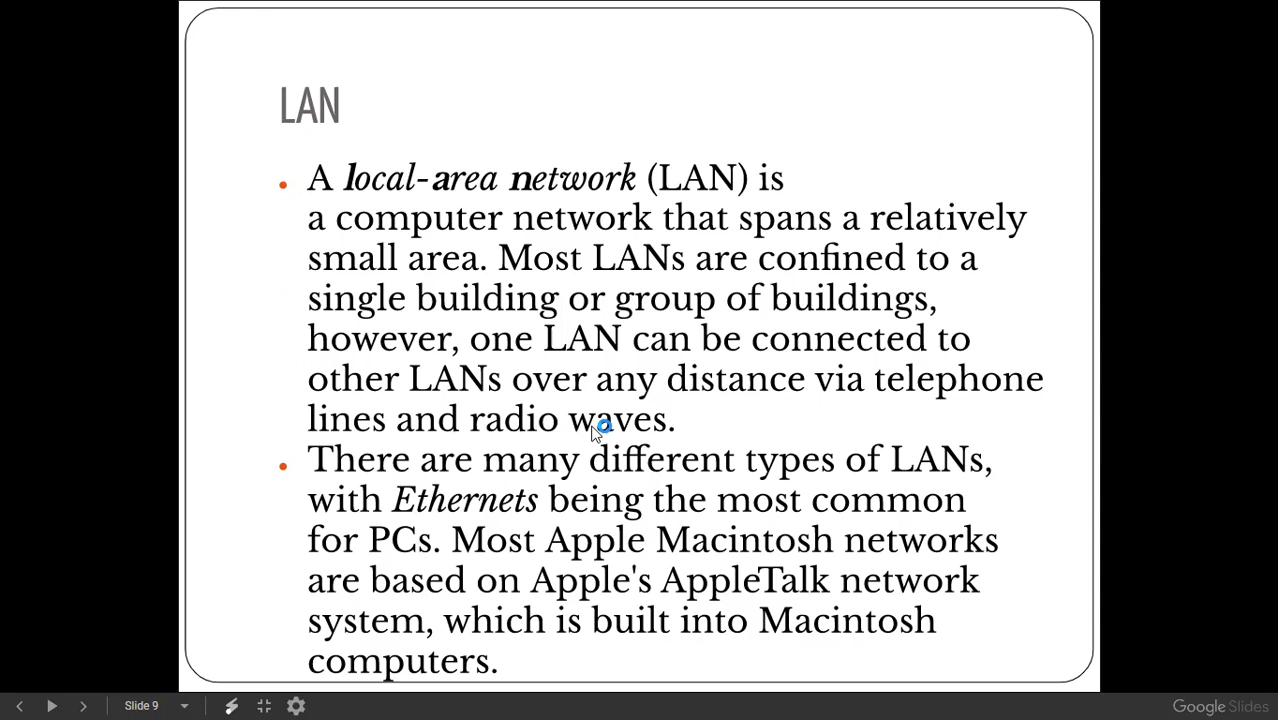 LAN
• A local-area network (LAN) is
a computer network that spans a relatively
small area. Most LANs are confined to a
single building or group of buildings,
however, one LAN can be connected to
other LANs over any distance via telephone
lines and radio waves.
• There are many different types of LANs,
with Ethernets being the most common
for PCs. Most Apple Macintosh networks
are based on Apple's AppleTalk network
system, which is built into Macintosh
computers.
Slide 9
Google Slides